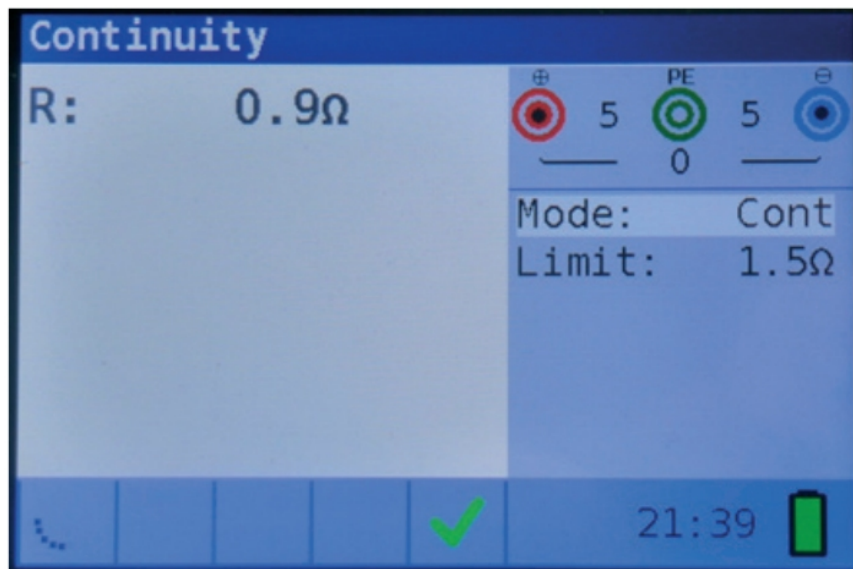 Continuity
R: 0.9Ω
⊕ PE ⊖
5 5
0
Mode: Cont
Limit: 1.5Ω
21:39